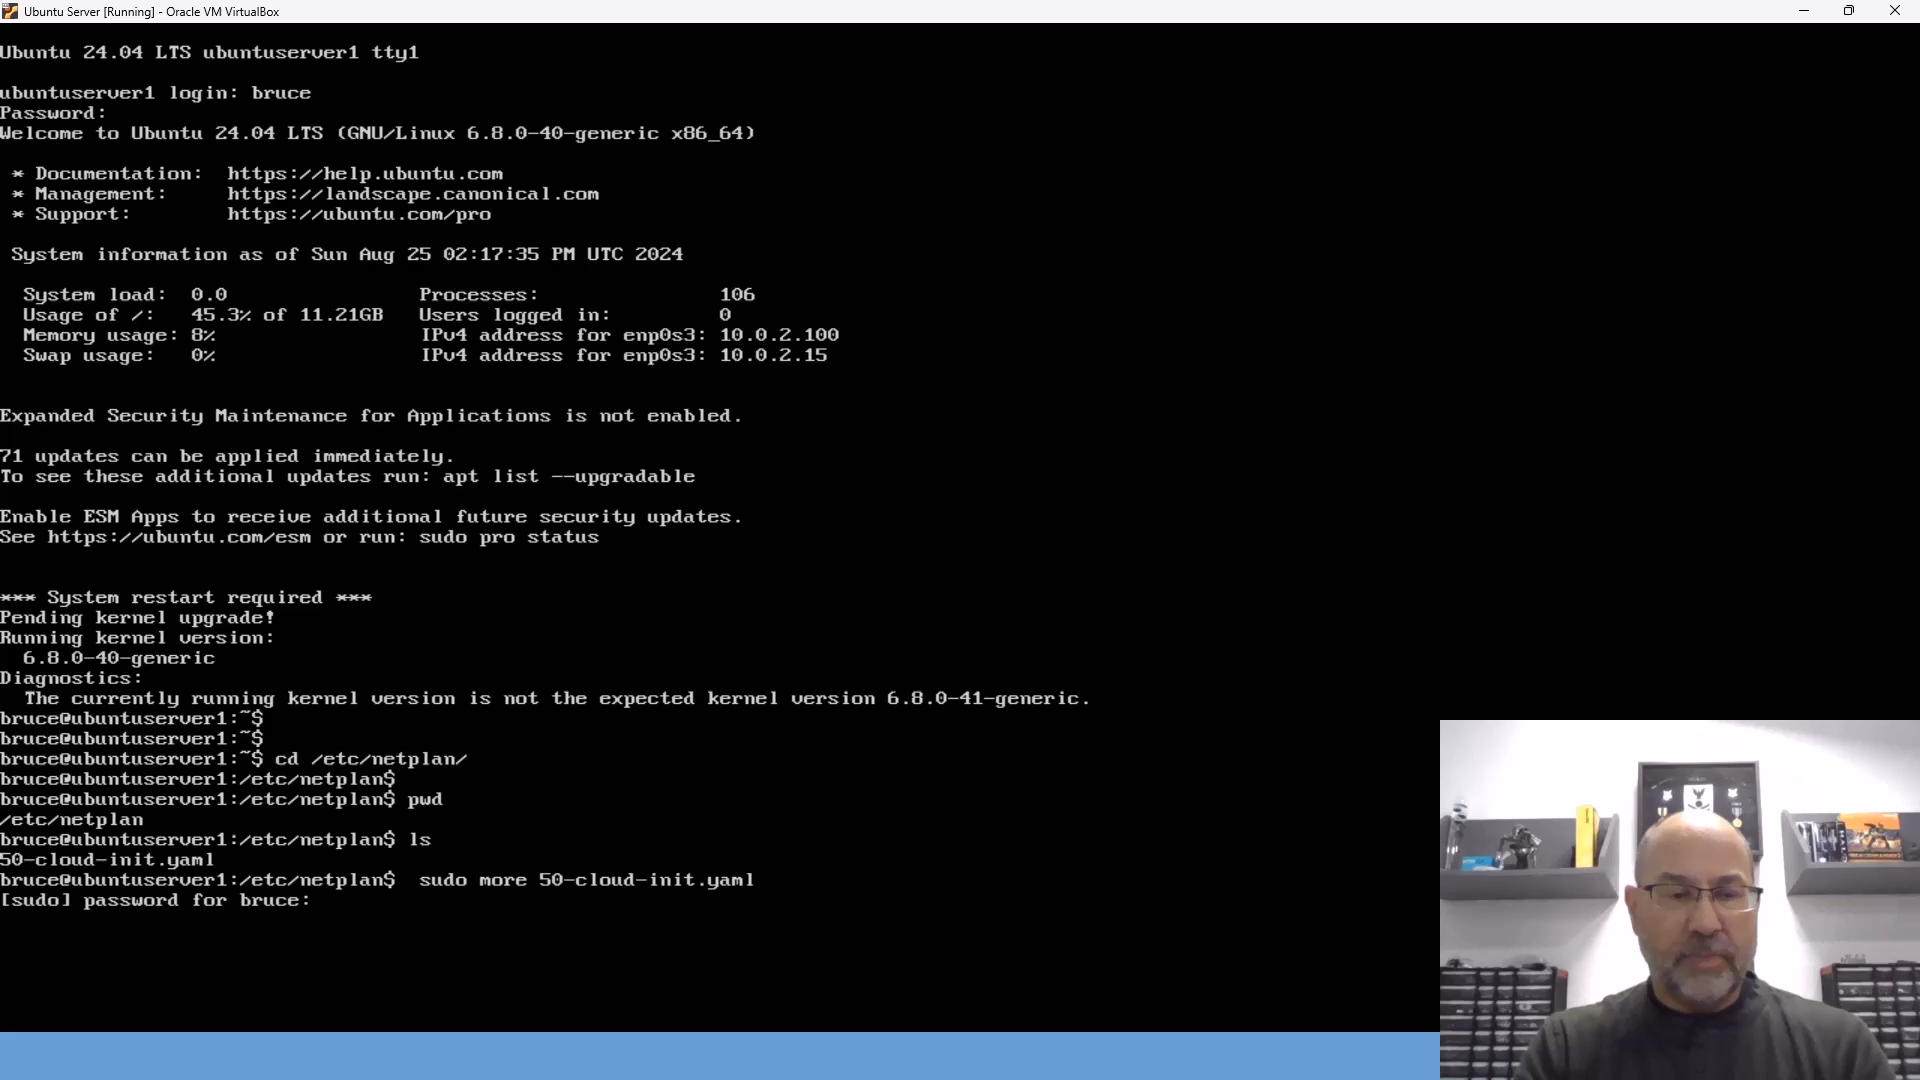 Ubuntu Server [Running] - Oracle VM VirtualBox
Ubuntu 24.04 LTS ubuntuserver1 tty1
ubuntuserver1 login: bruce
Password:
Welcome to Ubuntu 24.04 LTS (GNU/Linux 6.8.0-40-generic x86_64)
* Documentation:  https://help.ubuntu.com
* Management:     https://landscape.canonical.com
* Support:        https://ubuntu.com/pro
System information as of Sun Aug 25 02:17:35 PM UTC 2024
System load:  0.0                Processes:               106
Usage of /:   45.3% of 11.21GB   Users logged in:         0
Memory usage: 8%                 IPv4 address for enp0s3: 10.0.2.100
Swap usage:   0%                 IPv4 address for enp0s3: 10.0.2.15
Expanded Security Maintenance for Applications is not enabled.
71 updates can be applied immediately.
To see these additional updates run: apt list --upgradable
Enable ESM Apps to receive additional future security updates.
See https://ubuntu.com/esm or run: sudo pro status
*** System restart required ***
Pending kernel upgrade!
Running kernel version:
6.8.0-40-generic
Diagnostics:
The currently running kernel version is not the expected kernel version 6.8.0-41-generic.
bruce@ubuntuserver1:~$
bruce@ubuntuserver1:~$
bruce@ubuntuserver1:~$ cd /etc/netplan/
bruce@ubuntuserver1:/etc/netplan$
bruce@ubuntuserver1:/etc/netplan$ pwd
/etc/netplan
bruce@ubuntuserver1:/etc/netplan$ ls
50-cloud-init.yaml
bruce@ubuntuserver1:/etc/netplan$  sudo more 50-cloud-init.yaml
[sudo] password for bruce: